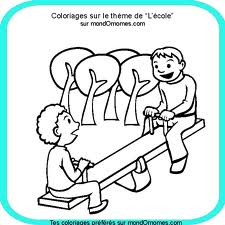 Coloriages sur le thème de "L'école"
sur mondOmomes.com
Tes coloriages préférés sur mondOmomes.com